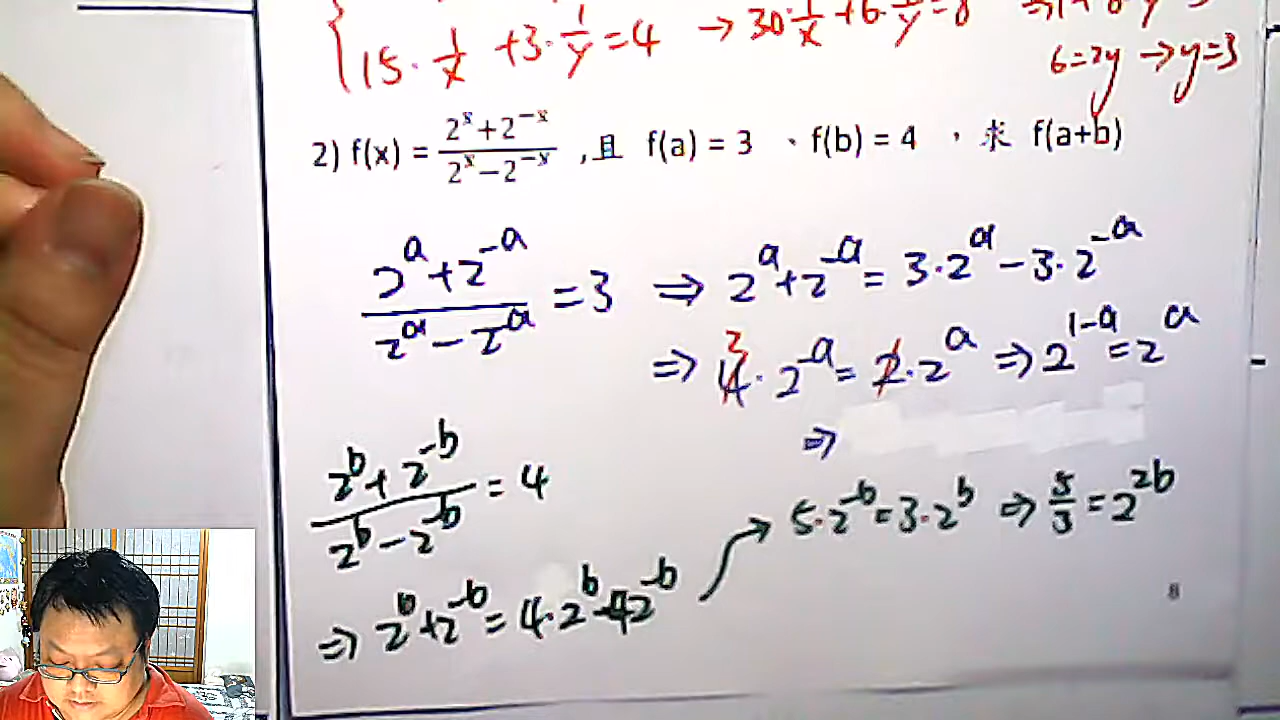 15·1/x +3·1/y=4 → 30·1/x+6·1/y=8
6=2y → y=3
2) f(x) = (2^x+2^-x)/(2^x−2^-x) ,且 f(a) = 3 、f(b) = 4 ,求 f(a+b)
(2^a+2^-a)/(2^a−2^-a) =3 ⇒ 2^a+2^-a = 3·2^a−3·2^-a
⇒ 4·2^-a = 2·2^a ⇒ 2^1-a = 2^a
⇒
(2^b+2^-b)/(2^b−2^-b) = 4
5·2^-b=3·2^b ⇒ 5/3=2^2b
⇒ 2^b+2^-b = 4·2^b−42^-b
8